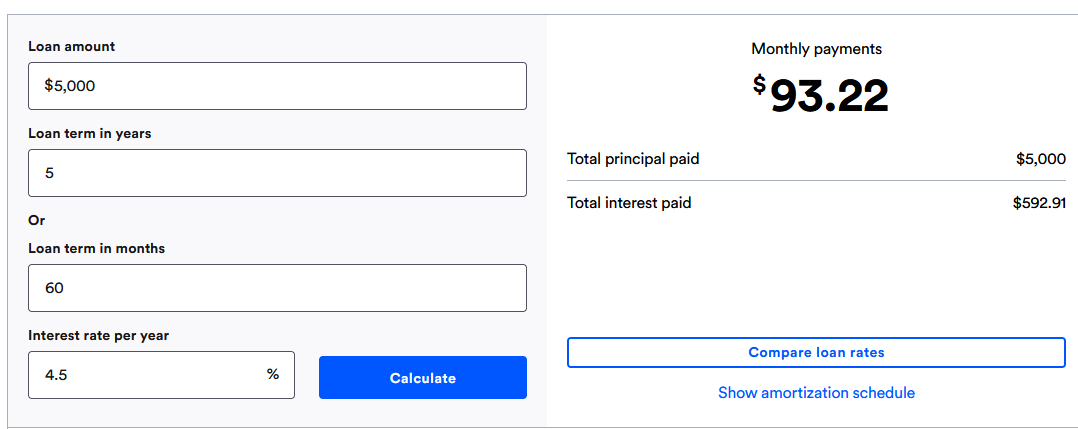 Loan amount
$5,000
Loan term in years
5
Or
Loan term in months
60
Interest rate per year
4.5 %
Calculate
Monthly payments
$93.22
Total principal paid $5,000
Total interest paid $592.91
Compare loan rates
Show amortization schedule